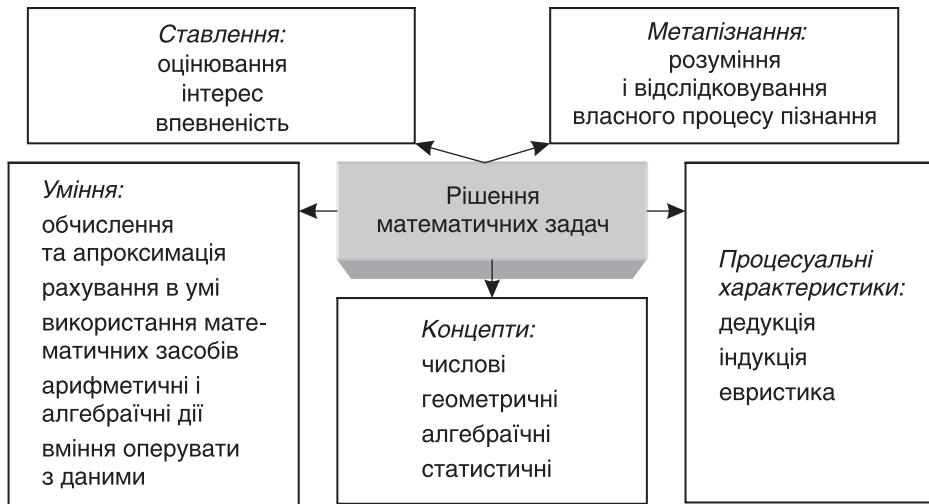 Ставлення:
оцінювання
інтерес
впевненість
Метапізнання:
розуміння
і відслідковування
власного процесу пізнання
Рішення
математичних задач
Уміння:
обчислення
та апроксимація
рахування в умі
використання мате-
матичних засобів
арифметичні і
алгебраїчні дії
вміння оперувати
з даними
Концепти:
числові
геометричні
алгебраїчні
статистичні
Процесуальні
характеристики:
дедукція
індукція
евристика